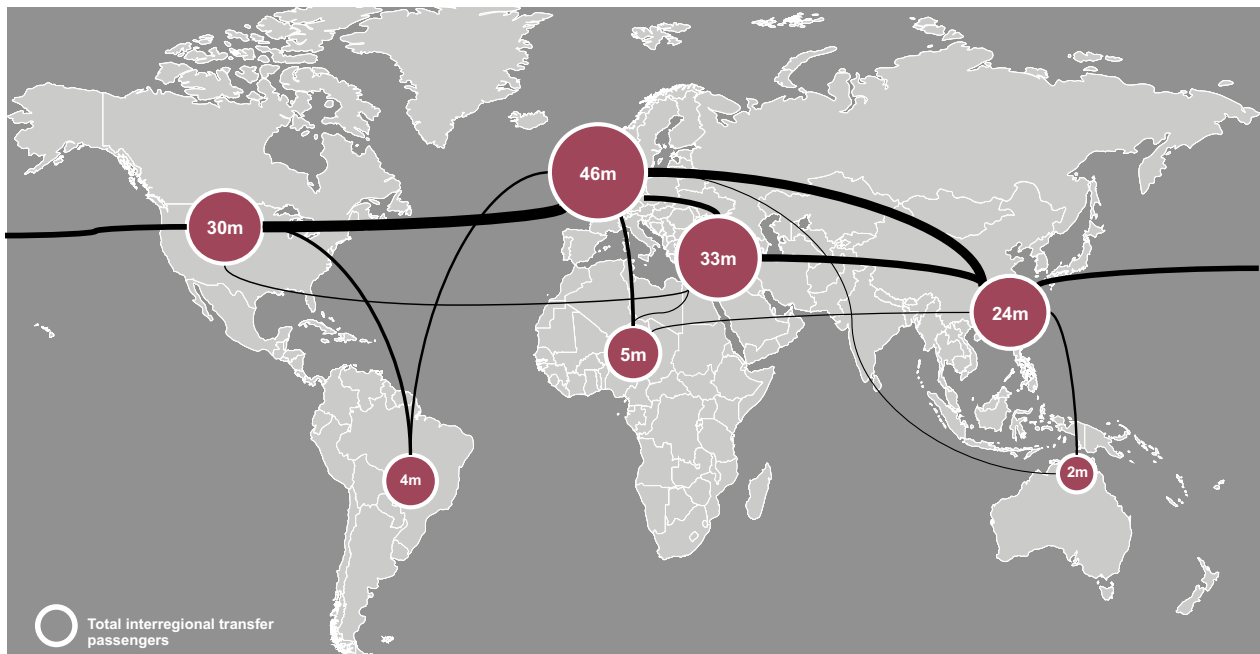 46m
30m
33m
24m
5m
4m
2m
Total interregional transfer
passengers